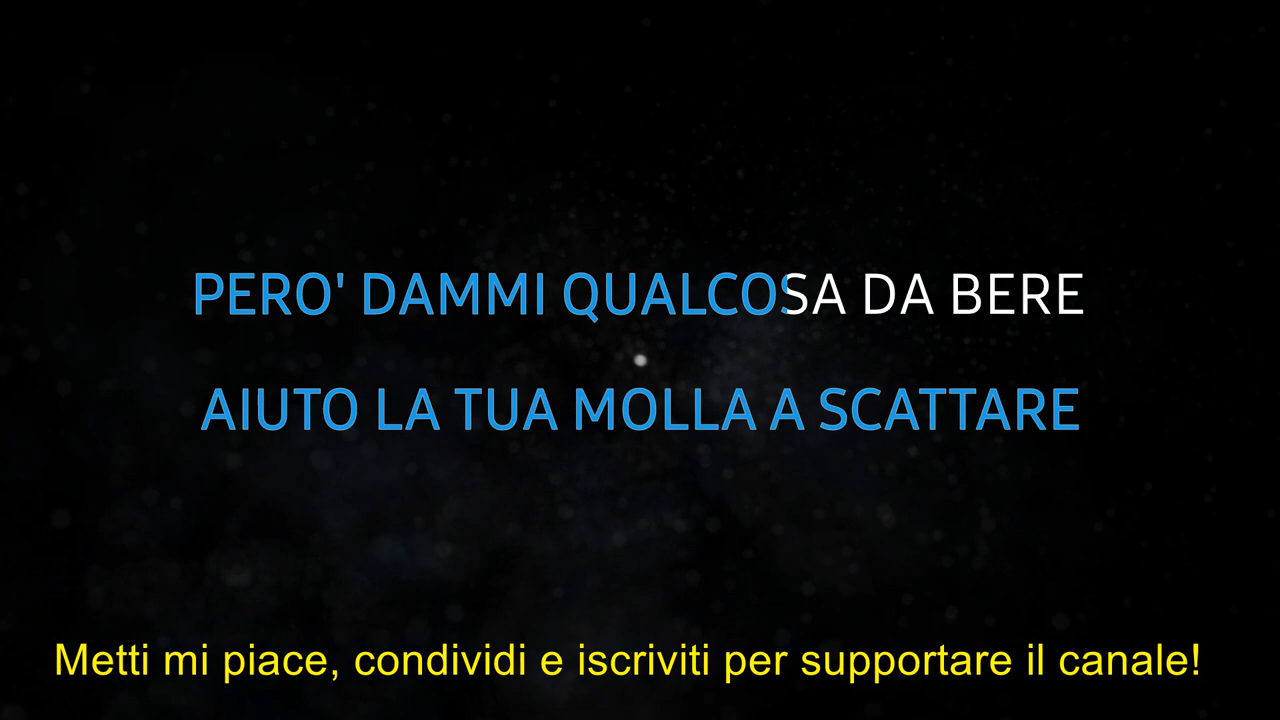 PERO' DAMMI QUALCOSA DA BERE
AIUTO LA TUA MOLLA A SCATTARE
Metti mi piace, condividi e iscriviti per supportare il canale!